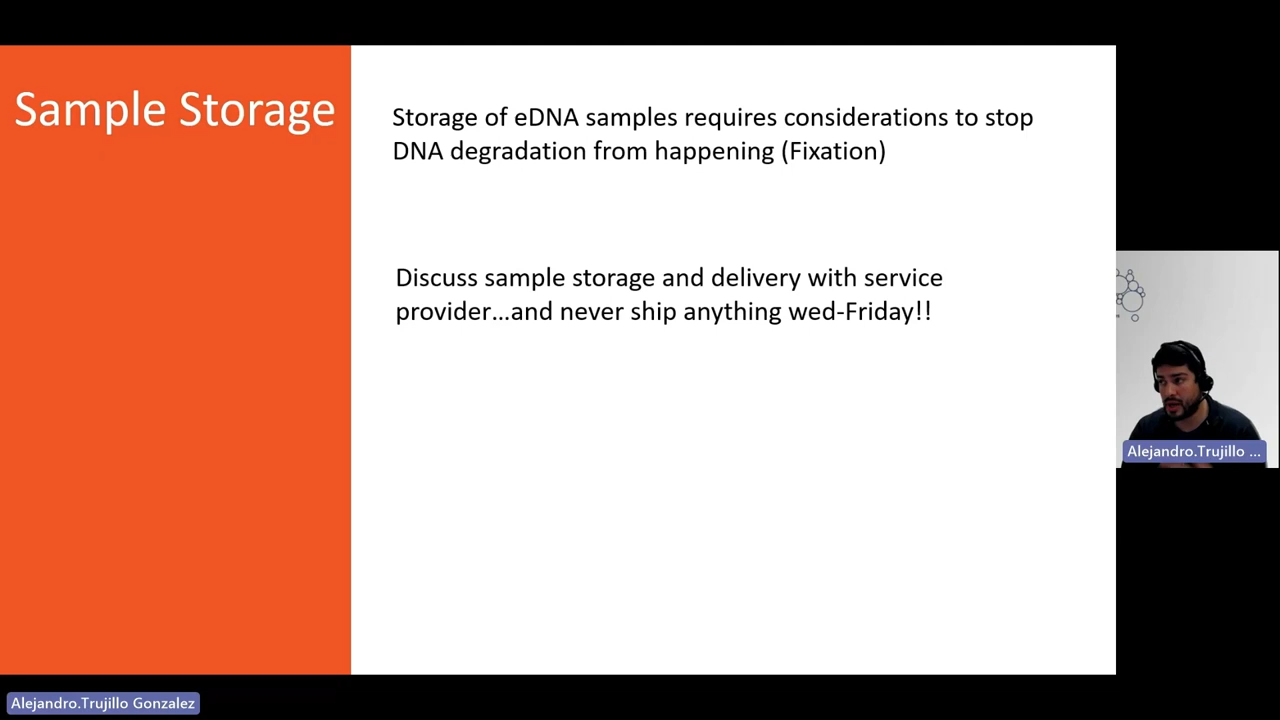 Sample Storage
Storage of eDNA samples requires considerations to stop
DNA degradation from happening (Fixation)
Discuss sample storage and delivery with service
provider...and never ship anything wed-Friday!!
Alejandro.Trujillo ...
Alejandro.Trujillo Gonzalez